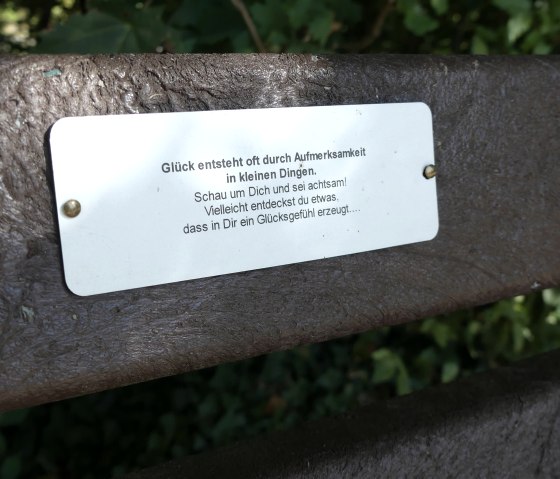 Glück entsteht oft durch Aufmerksamkeit
in kleinen Dingen.
Schau um Dich und sei achtsam!
Vielleicht entdeckst du etwas,
dass in Dir ein Glücksgefühl erzeugt....